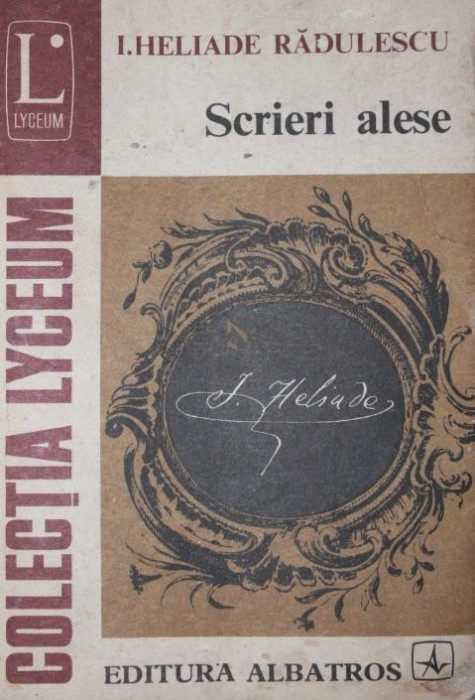 L
LYCEUM
I.HELIADE RĂDULESCU
Scrieri alese
COLECȚIA LYCEUM
I. Heliade
EDITURA ALBATROS